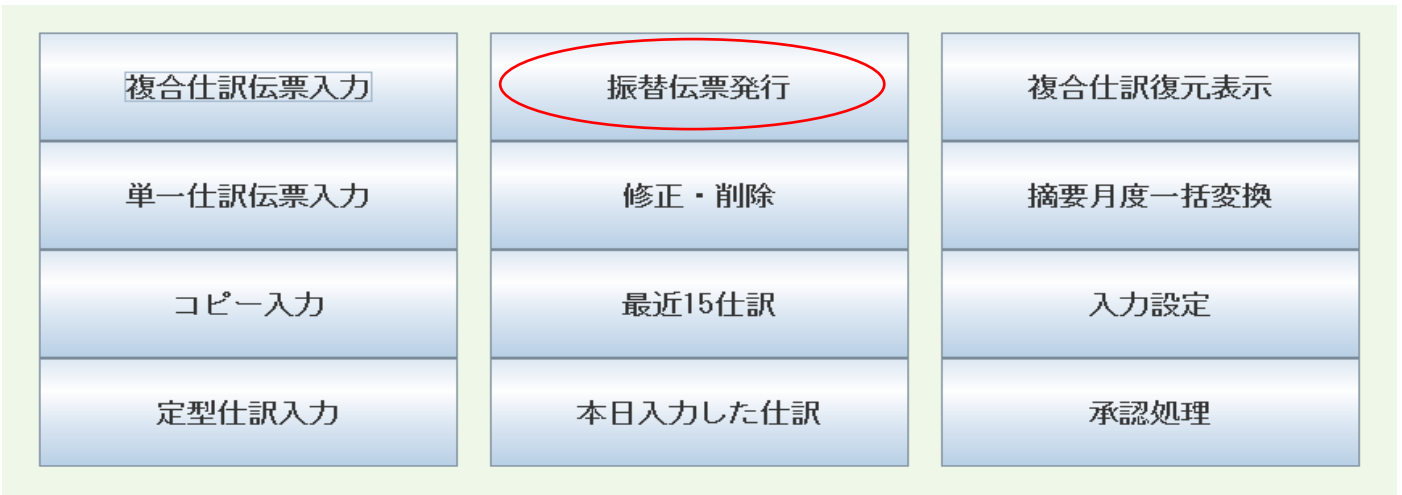 複合仕訳伝票入力
振替伝票発行
複合仕訳復元表示
単一仕訳伝票入力
修正・削除
摘要月度一括変換
コピー入力
最近15仕訳
入力設定
定型仕訳入力
本日入力した仕訳
承認処理